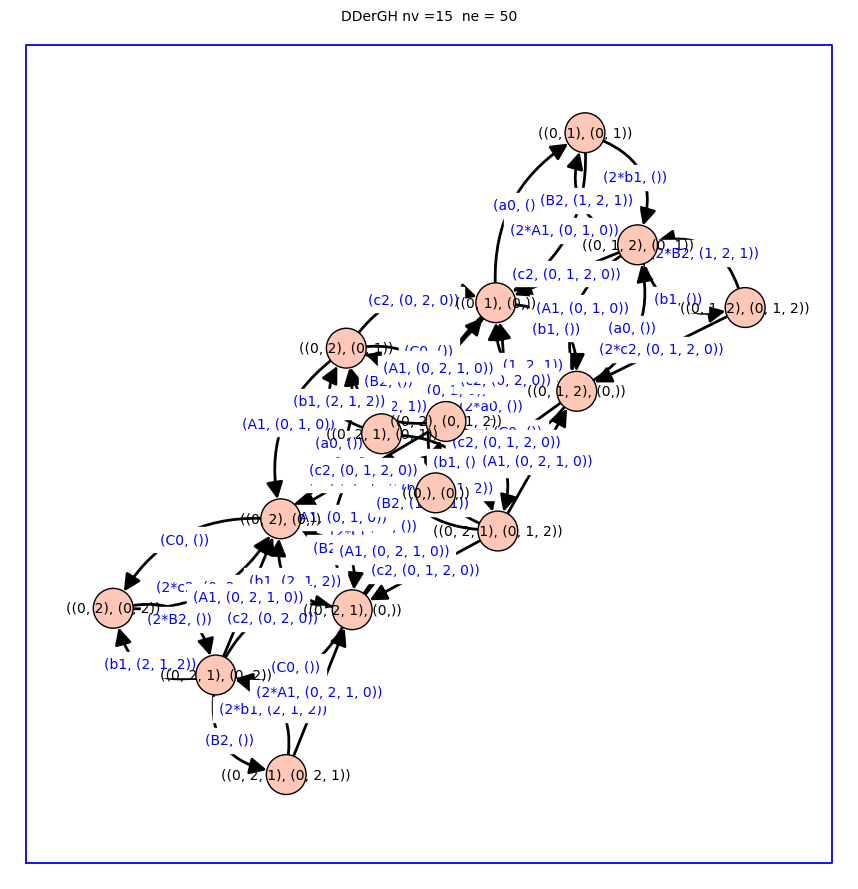 DDerGH nv =15  ne = 50
((0, 1), (0, 1))
(2*b1, ())
(a0, ()
(B2, (1, 2, 1))
(2*A1, (0, 1, 0))
((0, 1, 2), (0, 1))
2*B2, (1, 2, 1))
(c2, (0, 1, 2, 0))
(c2, (0, 2, 0))
((0, 1), (0,))
(A1, (0, 1, 0))
(b1, ())
((0, 1, 2), (0, 1, 2))
(b1, ())
(a0, ())
((0, 2), (0, 1))
(2*c2, (0, 1, 2, 0))
(A1, (0, 2, 1, 0))
(1, 2, 1))
(B2, ())
(c2, (0, 2, 0))
((0, 1, 2), (0,))
(b1, (2, 1, 2))
2, 1))
(2*a0, ())
(A1, (0, 1, 0))
((0, 2), (0, 1, 2))
((0, 2, 1), (0, 1))
(a0, ())
(c2, (0, 1, 2, 0))
(b1, ()
(A1, (0, 2, 1, 0))
(c2, (0, 1, 2, 0))
((0,), (0,))
(B2, (1, 2, 1))
((0, 2), (0,))
A1, (0, 1, 0))
((0, 2, 1), (0, 1, 2))
(C0, ())
(B2
(A1, (0, 2, 1, 0))
(c2, (0, 1, 2, 0))
(b1, (2, 1, 2))
(A1, (0, 2, 1, 0))
((0, 2), (0, 2))
((0, 2, 1), (0,))
(2*B2, ())
(c2, (0, 2, 0))
(b1, (2, 1, 2))
(C0, ())
((0, 2, 1), (0, 2))
(2*A1, (0, 2, 1, 0))
(2*b1, (2, 1, 2))
(B2, ())
((0, 2, 1), (0, 2, 1))